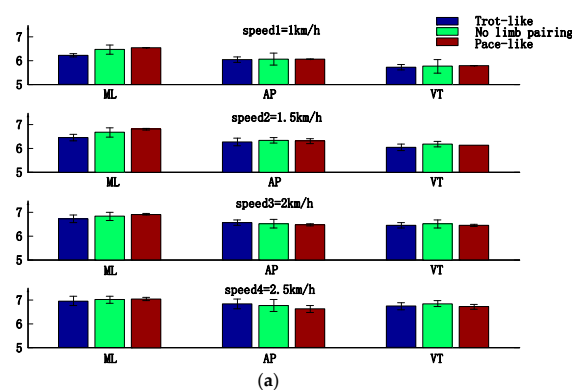 speed1=1km/h
Trot-like
No limb pairing
Pace-like
7
6
5
ML AP VT
speed2=1.5km/h
7
6
5
ML AP VT
speed3=2km/h
7
6
5
ML AP VT
speed4=2.5km/h
7
6
5
ML AP VT
(a)